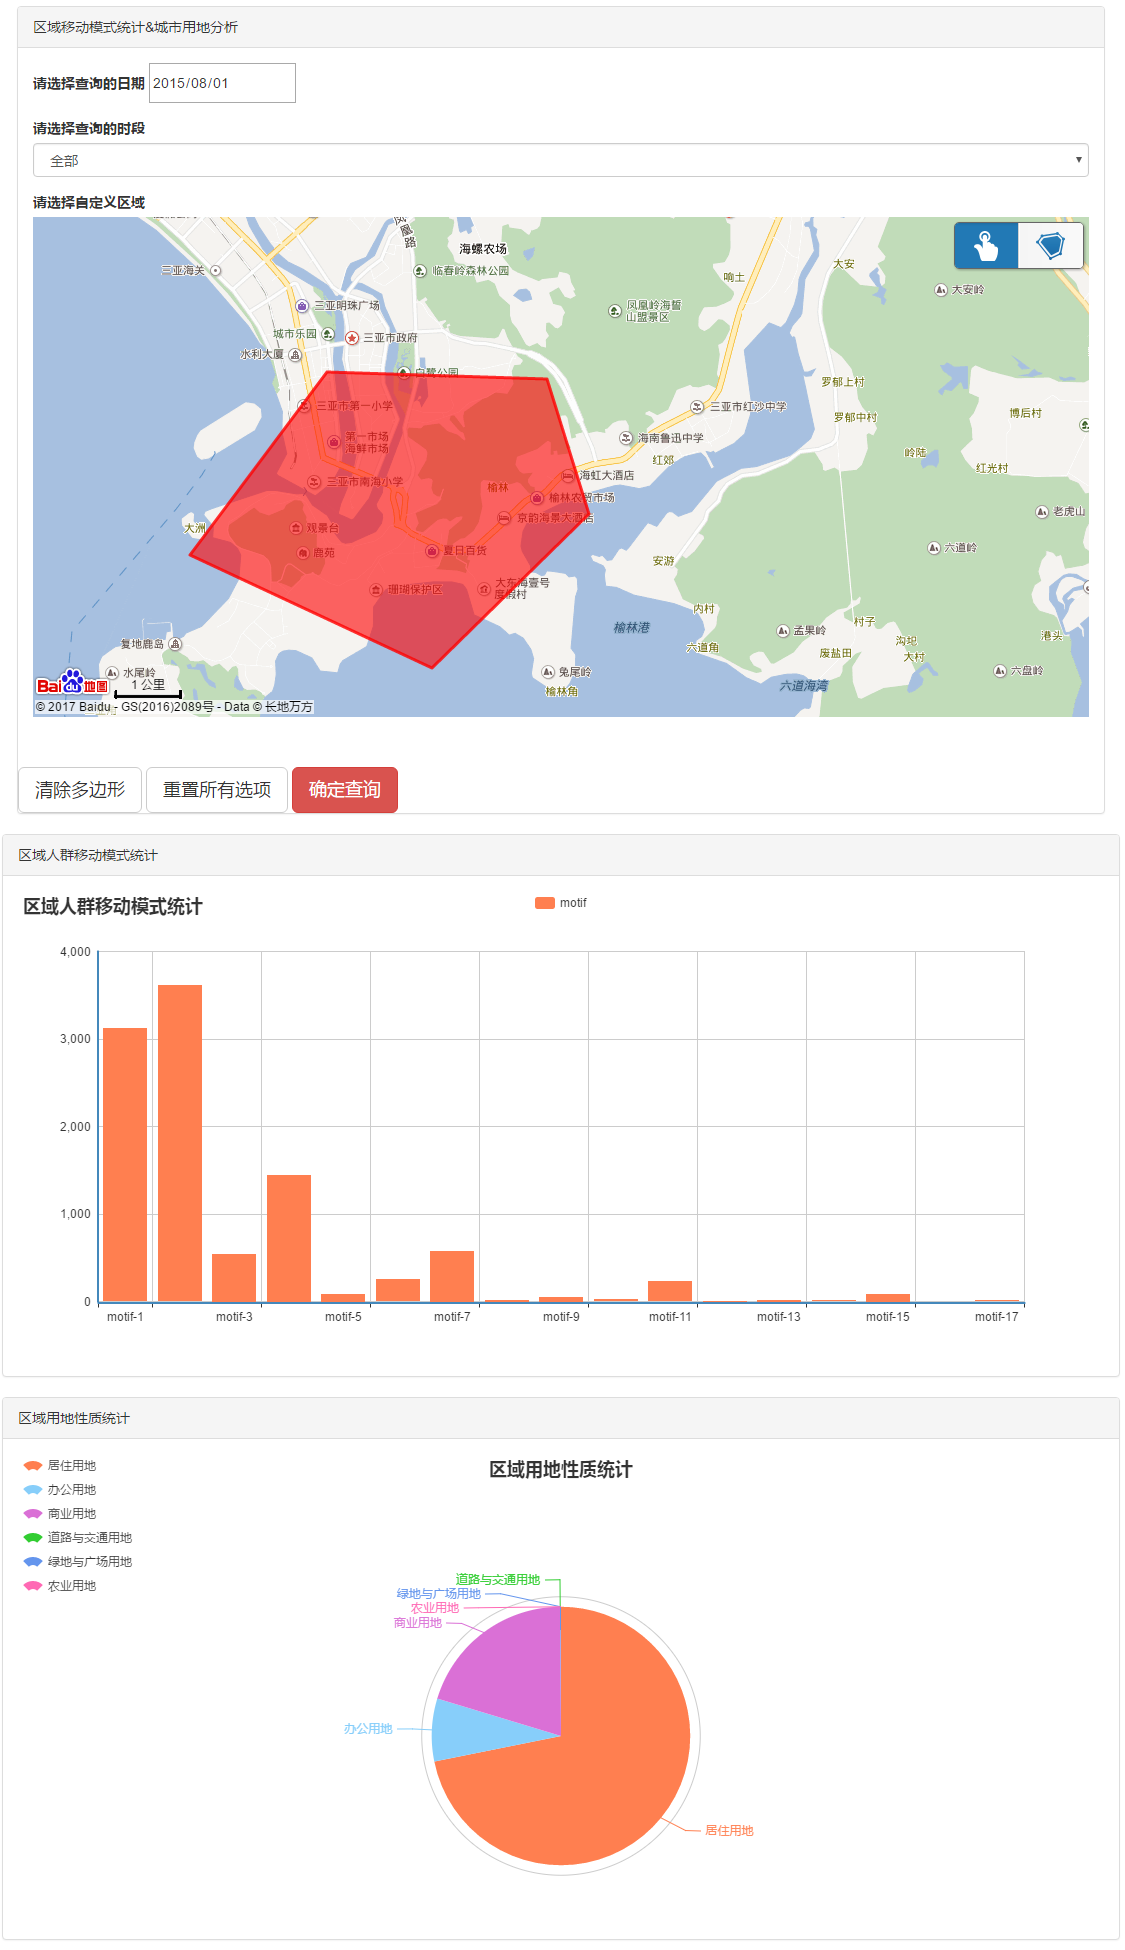 区域移动模式统计&城市用地分析
请选择查询的日期 2015/08/01
请选择查询的时段
全部
请选择自定义区域
海螺农场
三亚海关
临春岭森林公园
响土
大安
大安岭
三亚明珠广场
凤凰岭海誓
山盟景区
城市乐园
三亚市政府
水利大厦
白鹭公园
罗郁上村
三亚市第一小学
三亚市红沙中学
罗郁中村
博后村
第一市场
海鲜市场
海南鲁迅中学
岭陆
红郊
红光村
三亚市南海小学
海虹大酒店
榆林
榆林农贸市场
老虎山
大洲
观景台
京韵海景大酒店
鹿苑
夏日百货
六道岭
安游
珊瑚保护区
大东海壹号
度假村
内村
村子
榆林港
孟果岭
港头
复地鹿岛
六道角
沟圮
废盐田
大村
水尾岭
兔尾岭
六盘岭
Bai du 地图
1 公里
榆林角
六道海湾
© 2017 Baidu - GS(2016)2089号 - Data © 长地万方
清除多边形 重置所有选项 确定查询
区域人群移动模式统计
区域人群移动模式统计
motif
4,000
3,000
2,000
1,000
0
motif-1 motif-3 motif-5 motif-7 motif-9 motif-11 motif-13 motif-15 motif-17
区域用地性质统计
区域用地性质统计
居住用地
办公用地
商业用地
道路与交通用地
绿地与广场用地
农业用地
道路与交通用地
绿地与广场用地
农业用地
商业用地
办公用地
居住用地